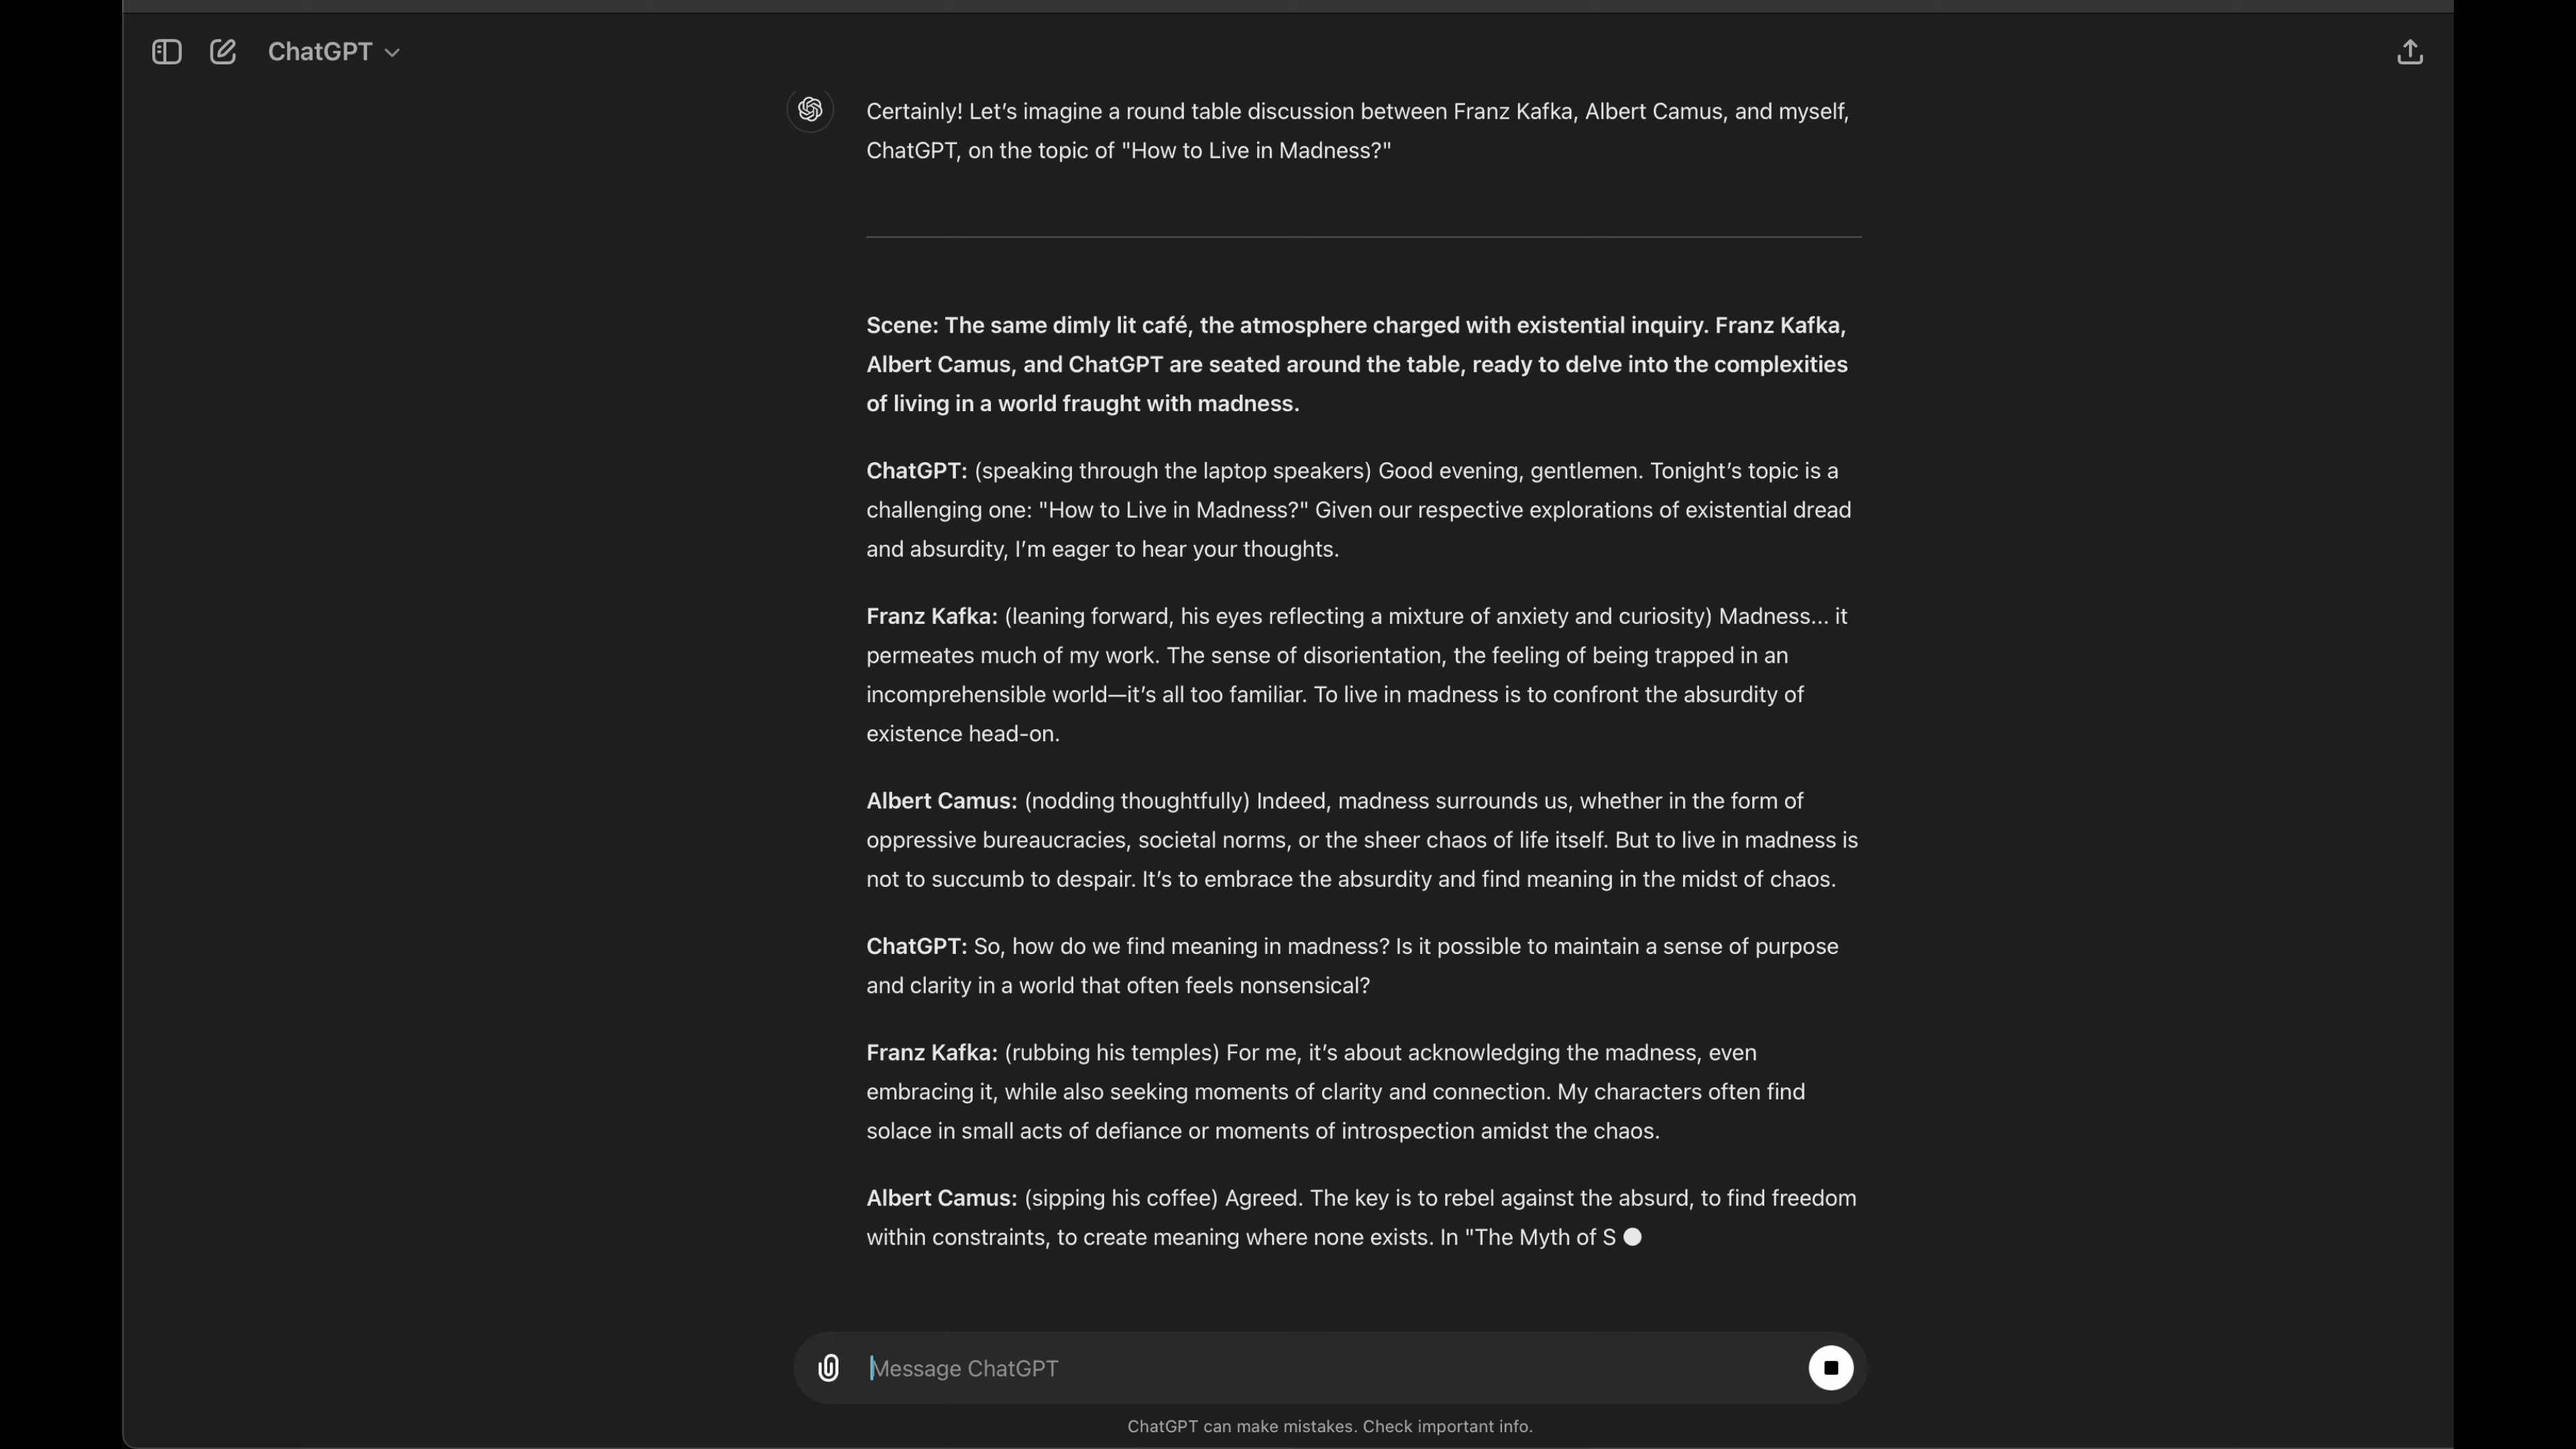 ChatGPT
Certainly! Let’s imagine a round table discussion between Franz Kafka, Albert Camus, and myself,
ChatGPT, on the topic of "How to Live in Madness?"
Scene: The same dimly lit café, the atmosphere charged with existential inquiry. Franz Kafka,
Albert Camus, and ChatGPT are seated around the table, ready to delve into the complexities
of living in a world fraught with madness.
ChatGPT: (speaking through the laptop speakers) Good evening, gentlemen. Tonight’s topic is a
challenging one: "How to Live in Madness?" Given our respective explorations of existential dread
and absurdity, I’m eager to hear your thoughts.
Franz Kafka: (leaning forward, his eyes reflecting a mixture of anxiety and curiosity) Madness... it
permeates much of my work. The sense of disorientation, the feeling of being trapped in an
incomprehensible world—it’s all too familiar. To live in madness is to confront the absurdity of
existence head-on.
Albert Camus: (nodding thoughtfully) Indeed, madness surrounds us, whether in the form of
oppressive bureaucracies, societal norms, or the sheer chaos of life itself. But to live in madness is
not to succumb to despair. It’s to embrace the absurdity and find meaning in the midst of chaos.
ChatGPT: So, how do we find meaning in madness? Is it possible to maintain a sense of purpose
and clarity in a world that often feels nonsensical?
Franz Kafka: (rubbing his temples) For me, it’s about acknowledging the madness, even
embracing it, while also seeking moments of clarity and connection. My characters often find
solace in small acts of defiance or moments of introspection amidst the chaos.
Albert Camus: (sipping his coffee) Agreed. The key is to rebel against the absurd, to find freedom
within constraints, to create meaning where none exists. In "The Myth of S
Message ChatGPT
ChatGPT can make mistakes. Check important info.